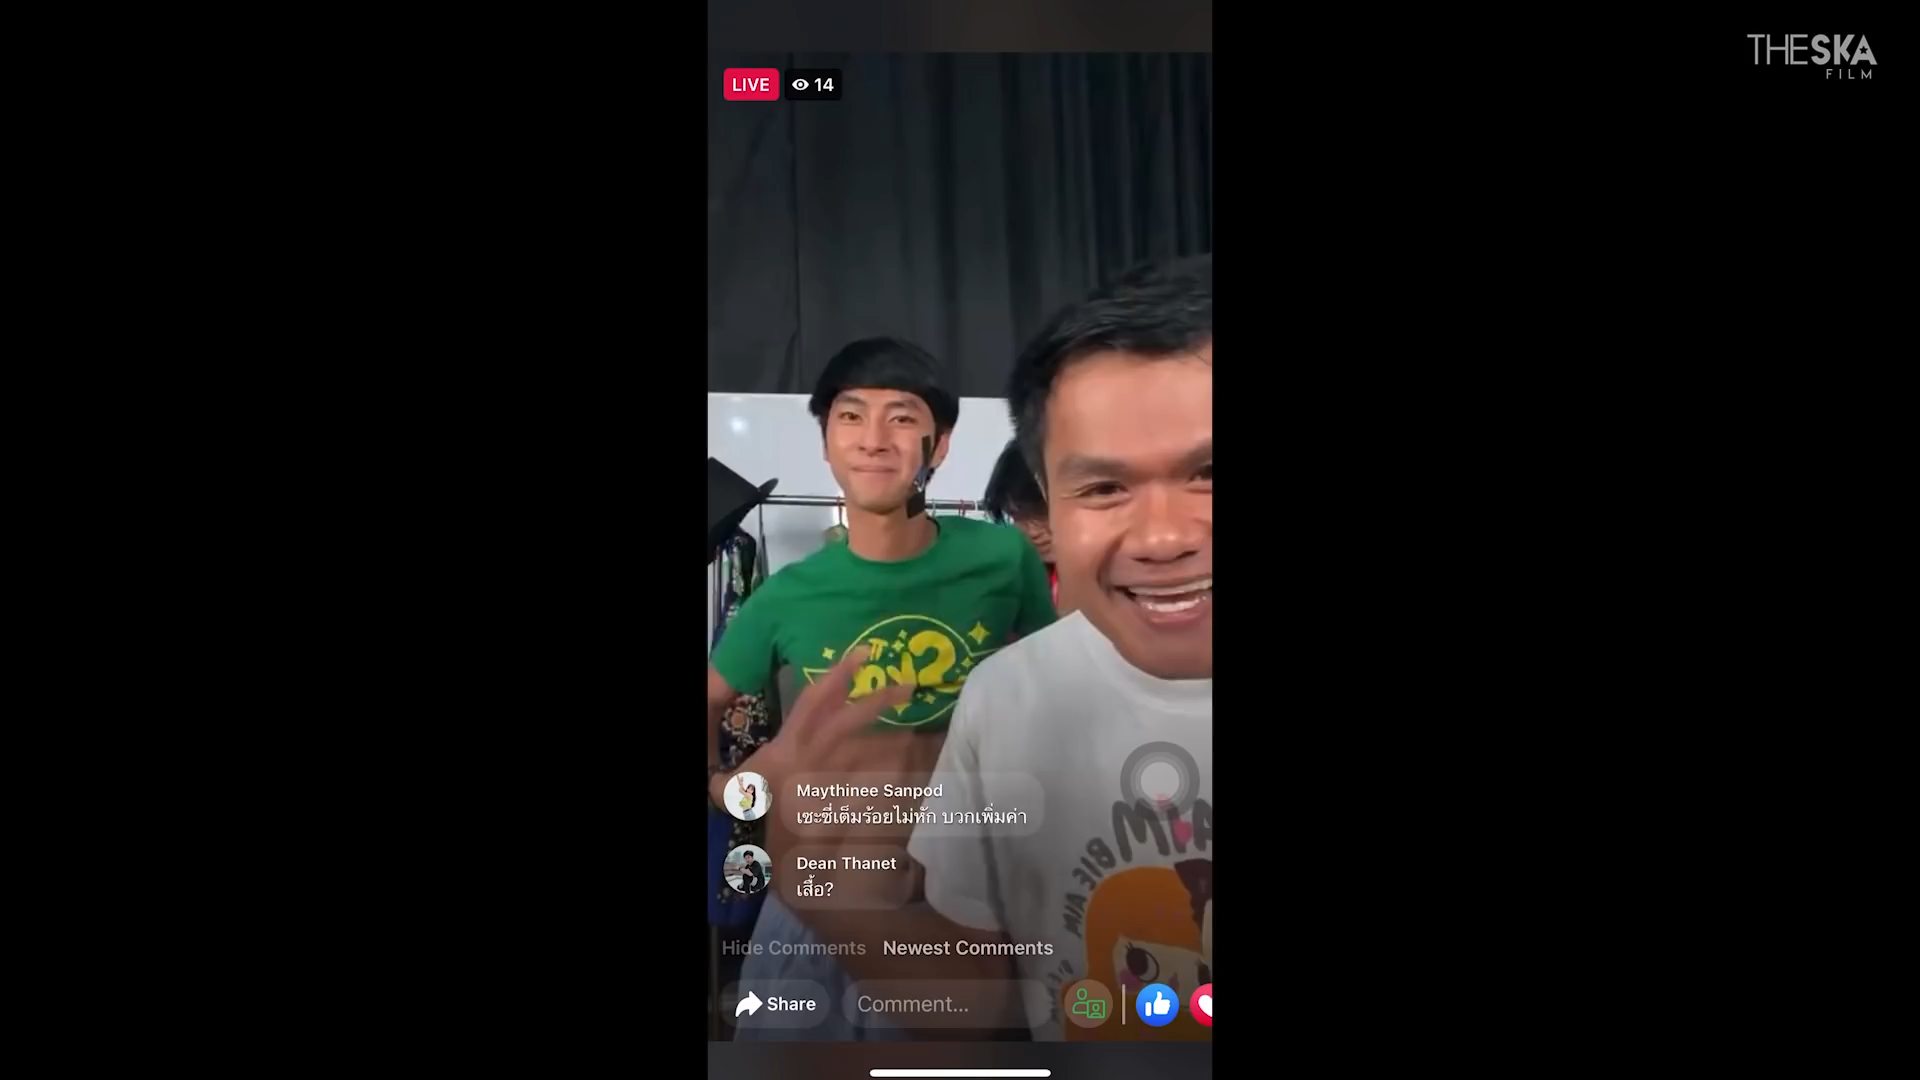 THESKA
FILM
LIVE
14
Maythinee Sanpod
เซะซี่เต็มร้อยไม่หัก บวกเพิ่มค่า
Dean Thanet
เสื้อ?
Hide Comments Newest Comments
Share
Comment...